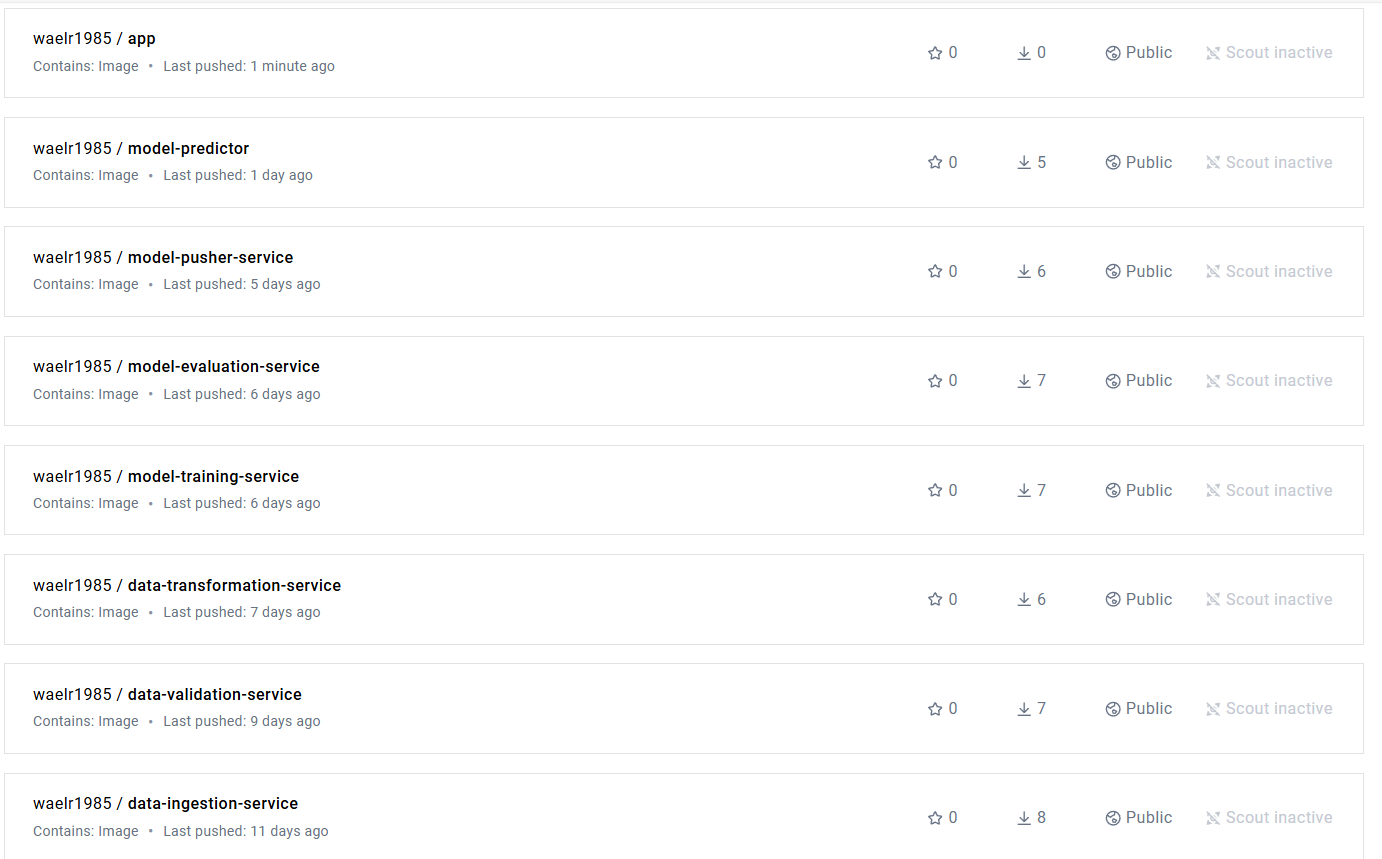 waelr1985 / app
Contains: Image • Last pushed: 1 minute ago
0 0 Public Scout inactive
waelr1985 / model-predictor
Contains: Image • Last pushed: 1 day ago
0 5 Public Scout inactive
waelr1985 / model-pusher-service
Contains: Image • Last pushed: 5 days ago
0 6 Public Scout inactive
waelr1985 / model-evaluation-service
Contains: Image • Last pushed: 6 days ago
0 7 Public Scout inactive
waelr1985 / model-training-service
Contains: Image • Last pushed: 6 days ago
0 7 Public Scout inactive
waelr1985 / data-transformation-service
Contains: Image • Last pushed: 7 days ago
0 6 Public Scout inactive
waelr1985 / data-validation-service
Contains: Image • Last pushed: 9 days ago
0 7 Public Scout inactive
waelr1985 / data-ingestion-service
Contains: Image • Last pushed: 11 days ago
0 8 Public Scout inactive